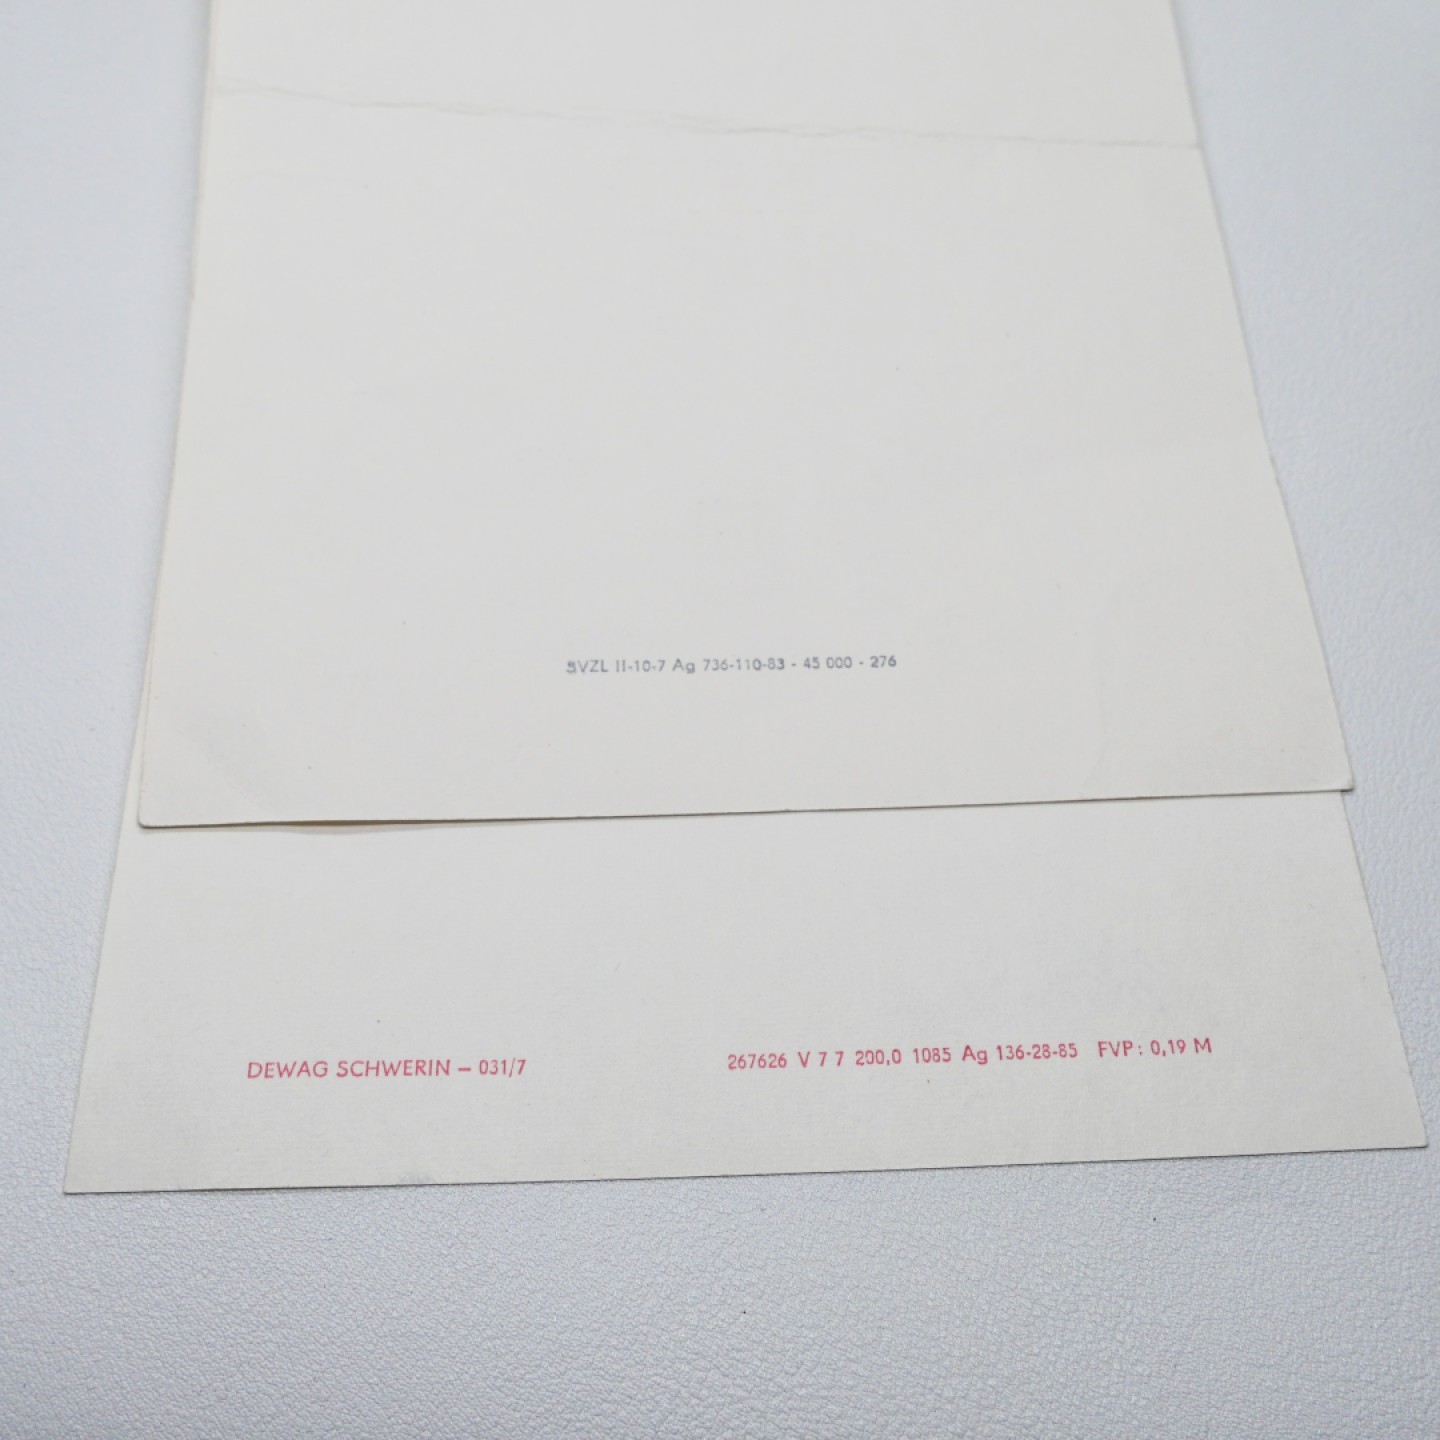 BVZL II-10-7 Ag 736-110-83 - 45 000 - 276
DEWAG SCHWERIN – 031/7
267626 V 7 7 200,0 1085 Ag 136-28-85 FVP: 0,19 M